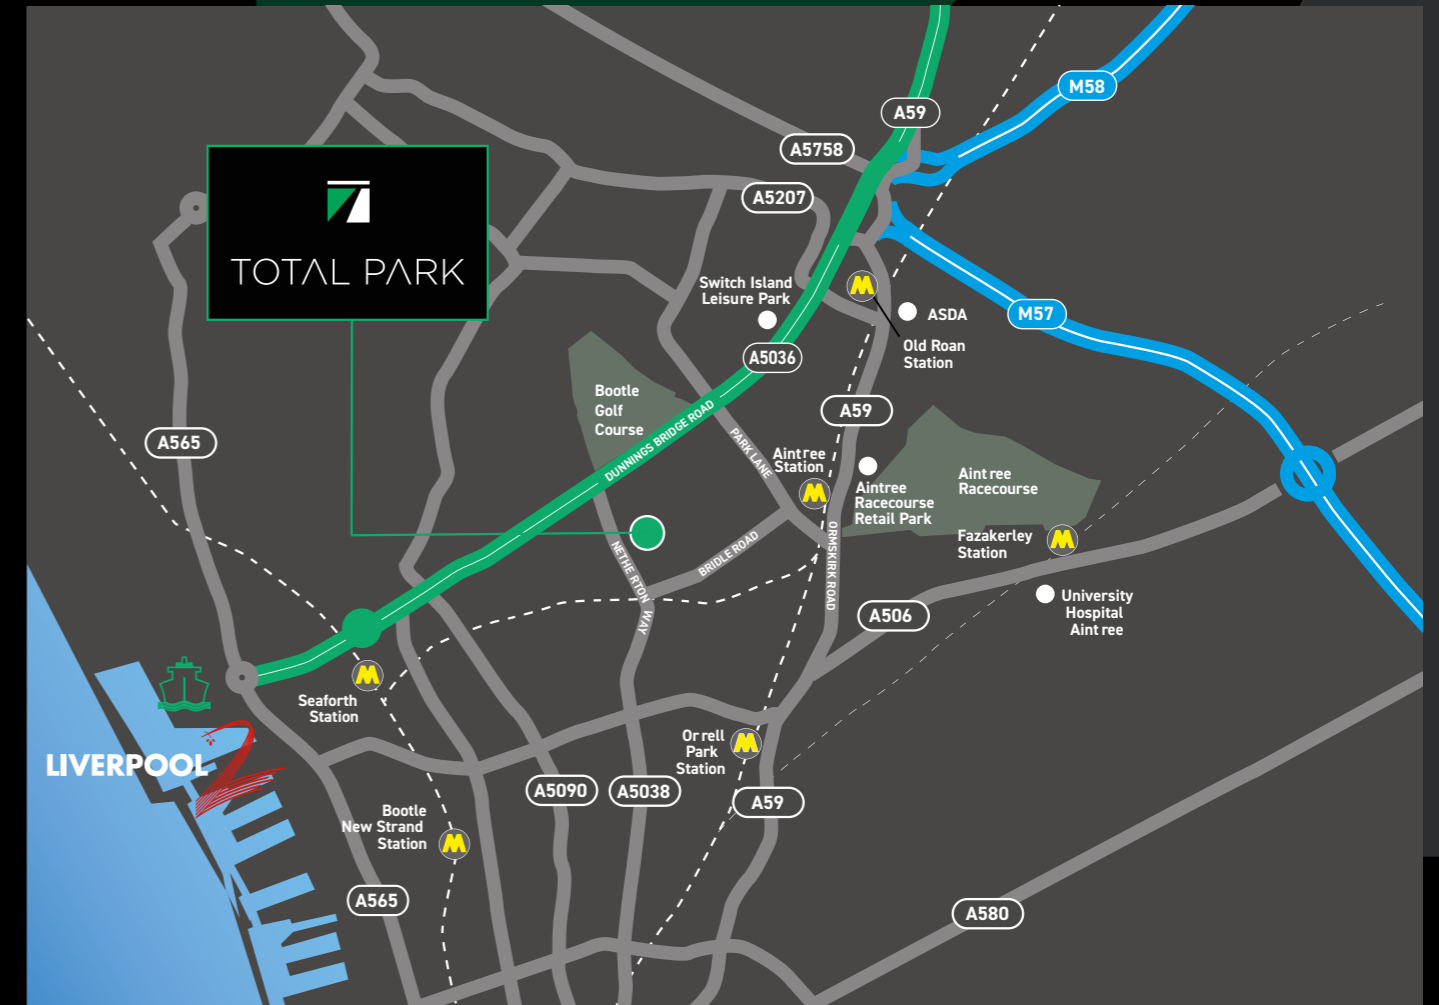 M58
A59
A5758
A5207
TOTAL PARK
Switch Island
Leisure Park
ASDA
M57
Old Roan
Station
A5036
Bootle
Golf
Course
DUNNINGS BRIDGE ROAD
A59
PARK LANE
A565
Aintree
Station
Aintree
Racecourse
Retail Park
Aintree
Racecourse
Fazakerley
Station
ORMSKIRK ROAD
BRIDLE ROAD
NETHERTON WAY
University
Hospital
Aintree
A506
Seaforth
Station
LIVERPOOL
2
Orrell
Park
Station
A5090
A5038
A59
Bootle
New Strand
Station
A565
A580